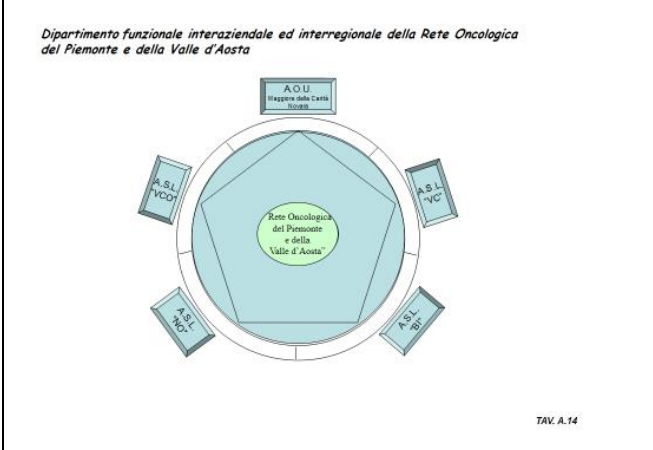 Dipartimento funzionale interaziendale ed interregionale della Rete Oncologica
del Piemonte e della Valle d'Aosta
A.O.U.
Maggiore della Carità
Novara
A.S.L.
"VCO"
A.S.L.
"VC"
Rete Oncologica
del Piemonte
e della
Valle d'Aosta"
A.S.L.
"NO"
A.S.L.
"BI"
TAV. A.14